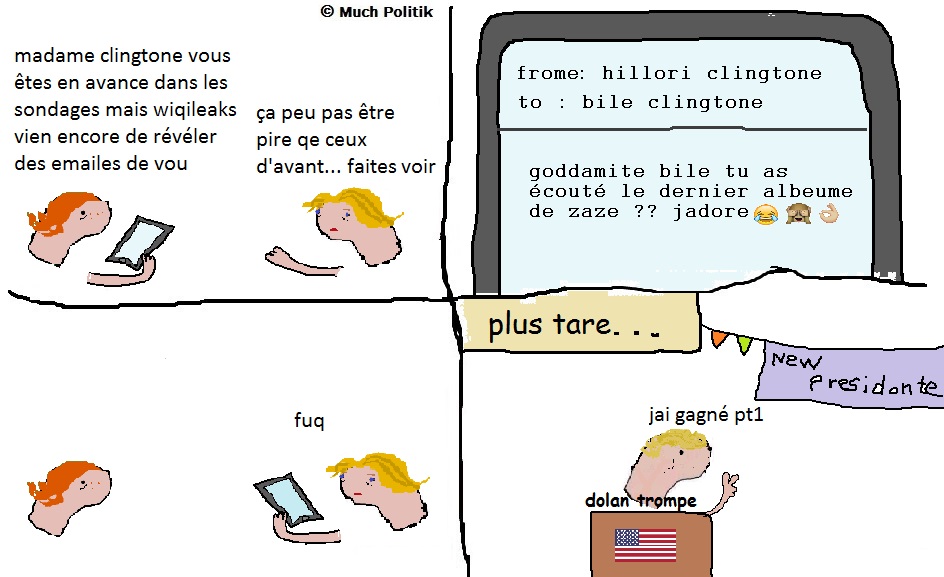 © Much Politik
madame clingtone vous
êtes en avance dans les
sondages mais wiqileaks
vien encore de révéler
des emailes de vou
ça peu pas être
pire qe ceux
d'avant... faites voir
frome: hillori clingtone
to : bile clingtone
goddamite bile tu as
écouté le dernier albeume
de zaze ?? jadore😂🙈👌🏼
fuq
plus tare...
New
Presidante
jai gagné pt1
dolan trompe